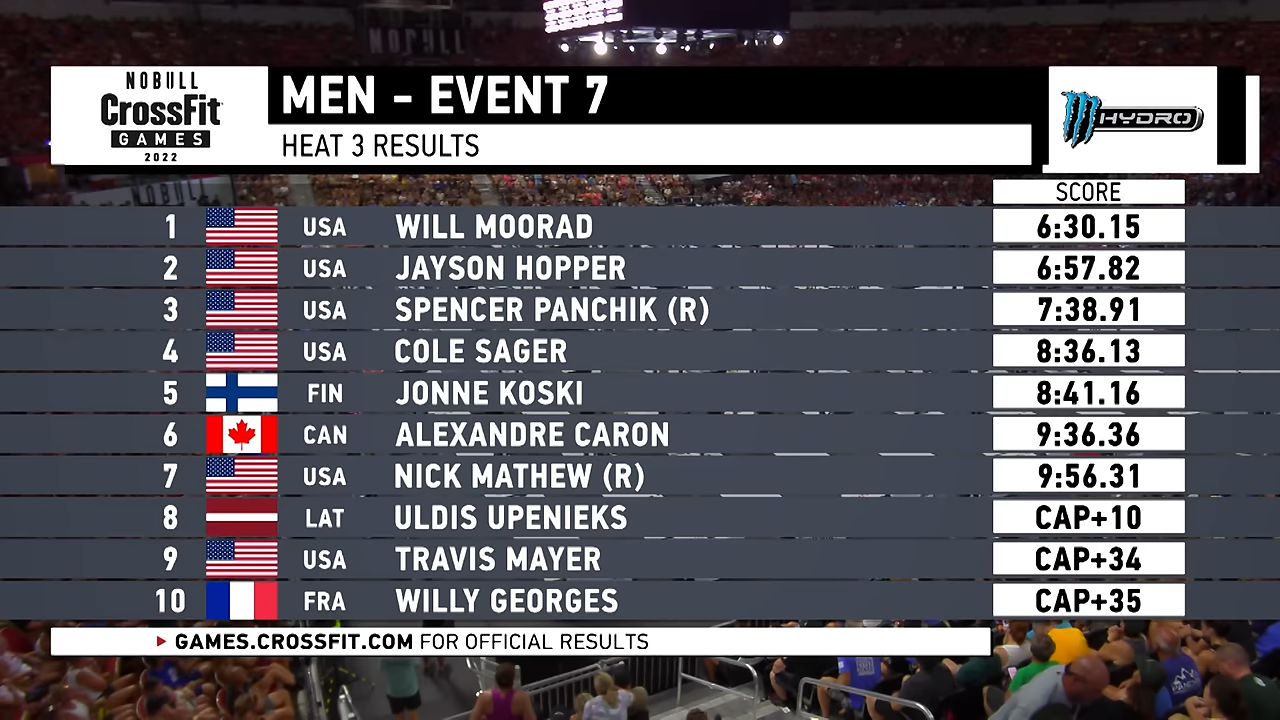 NOBULL
NOBULL
CrossFit
GAMES
2022
MEN - EVENT 7
HEAT 3 RESULTS
HYDRO
NOBULL
SCORE
1 USA WILL MOORAD 6:30.15
2 USA JAYSON HOPPER 6:57.82
3 USA SPENCER PANCHIK (R) 7:38.91
4 USA COLE SAGER 8:36.13
5 FIN JONNE KOSKI 8:41.16
6 CAN ALEXANDRE CARON 9:36.36
7 USA NICK MATHEW (R) 9:56.31
8 LAT ULDIS UPENIEKS CAP+10
9 USA TRAVIS MAYER CAP+34
10 FRA WILLY GEORGES CAP+35
GAMES.CROSSFIT.COM FOR OFFICIAL RESULTS